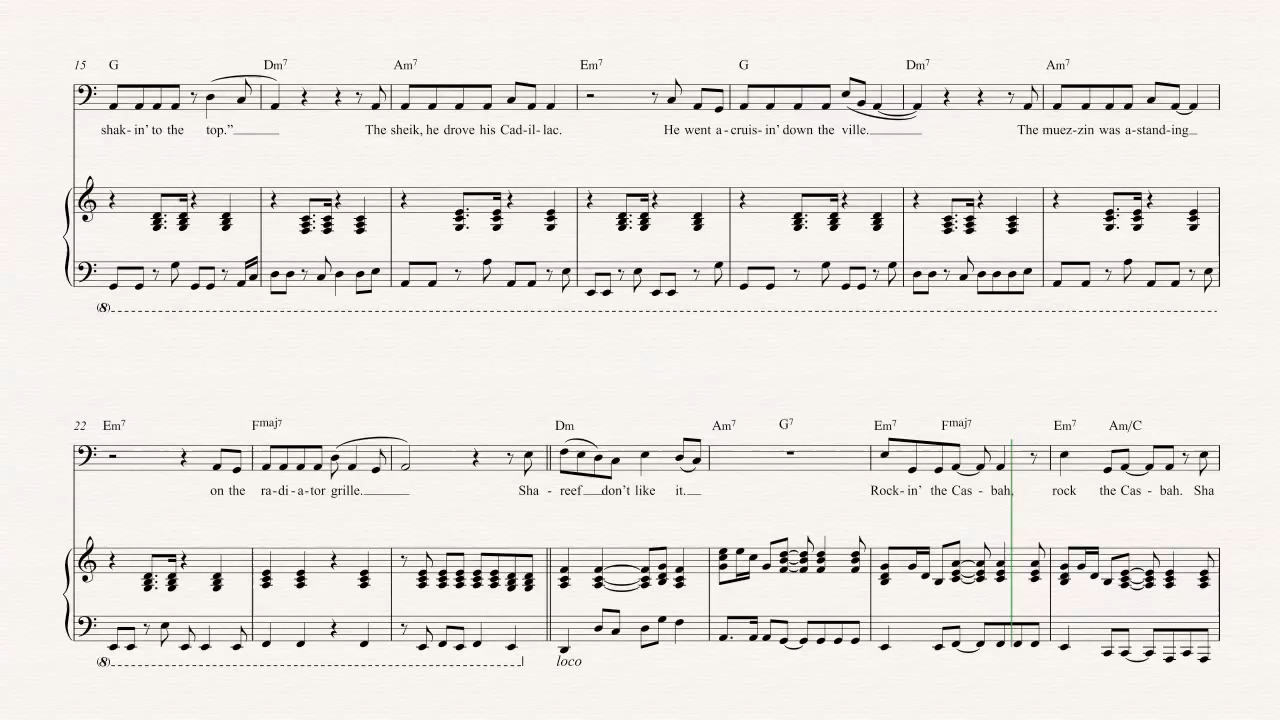 15 G Dm7 Am7 Em7 G Dm7 Am7
shak- in’ to the top.” The sheik, he drove his Cad-il- lac. He went a-cruis- in’ down the ville. The muez-zin was a-stand-ing
(8)
22 Em7 Fmaj7 Dm Am7 G7 Em7 Fmaj7 Em7 Am/C
on the ra-di-a-tor grille. Sha - reef don’t like it. Rock- in’ the Cas - bah, rock the Cas - bah. Sha
(8) loco